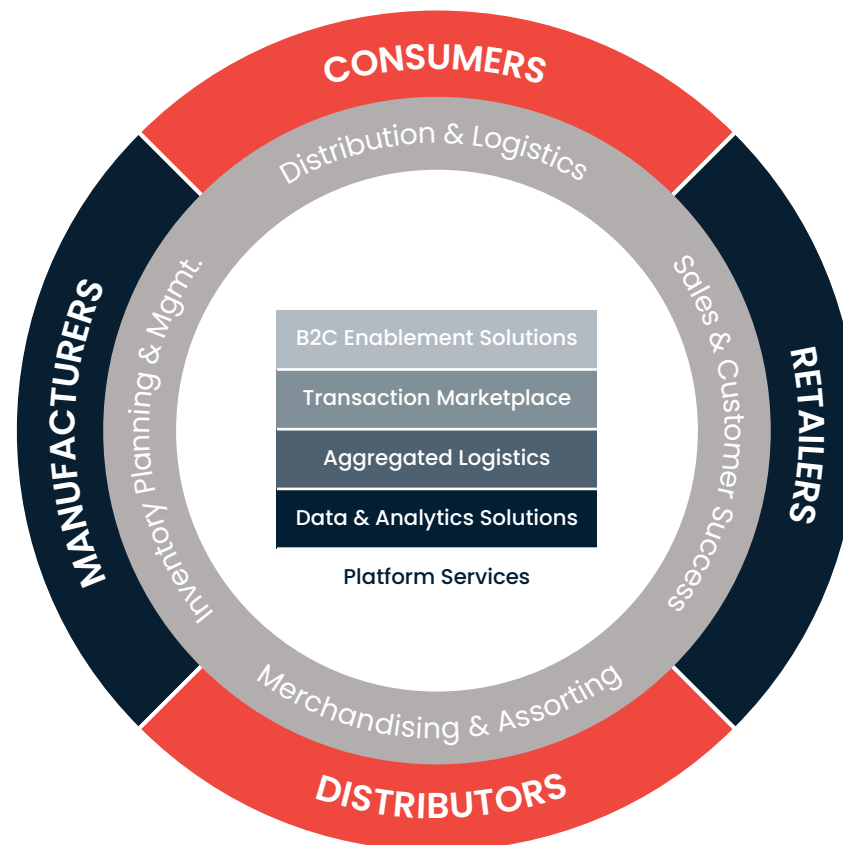 CONSUMERS
Distribution & Logistics
MANUFACTURERS
Inventory Planning & Mgmt.
B2C Enablement Solutions
Transaction Marketplace
Aggregated Logistics
Data & Analytics Solutions
Platform Services
Sales & Customer Success
RETAILERS
Merchandising & Assorting
DISTRIBUTORS